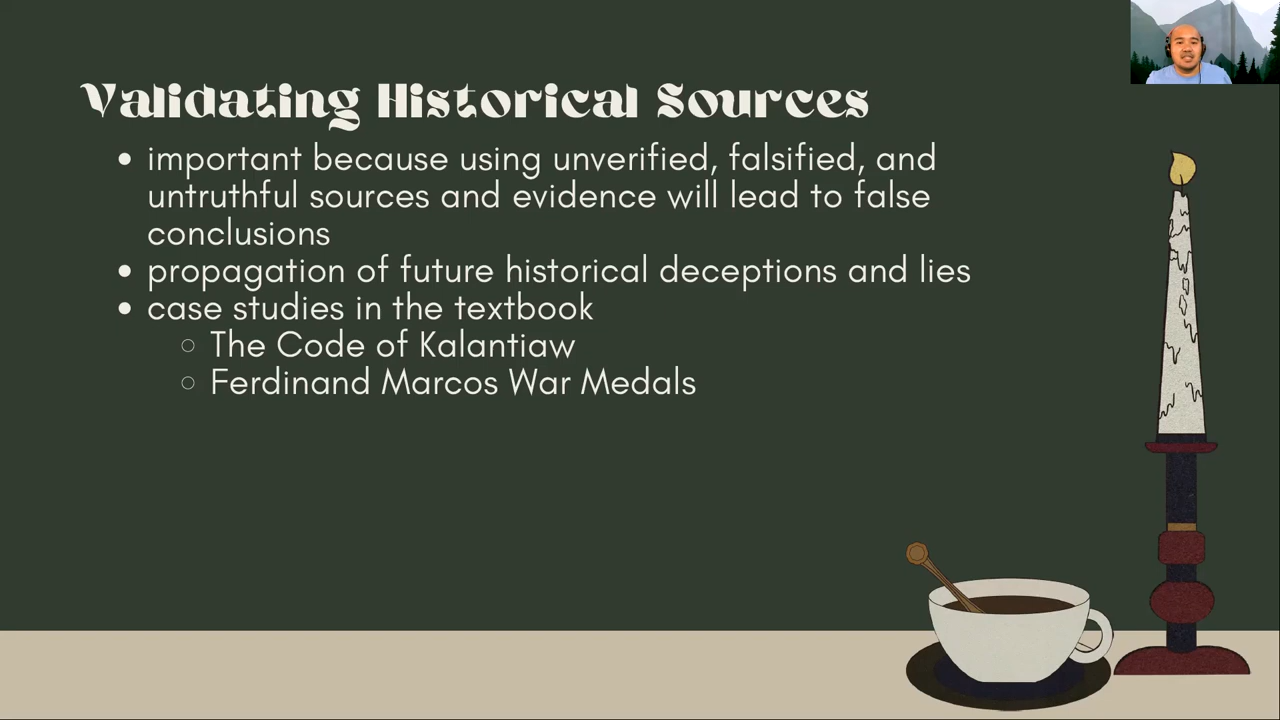 Validating Historical Sources
• important because using unverified, falsified, and
untruthful sources and evidence will lead to false
conclusions
• propagation of future historical deceptions and lies
• case studies in the textbook
○ The Code of Kalantiaw
○ Ferdinand Marcos War Medals